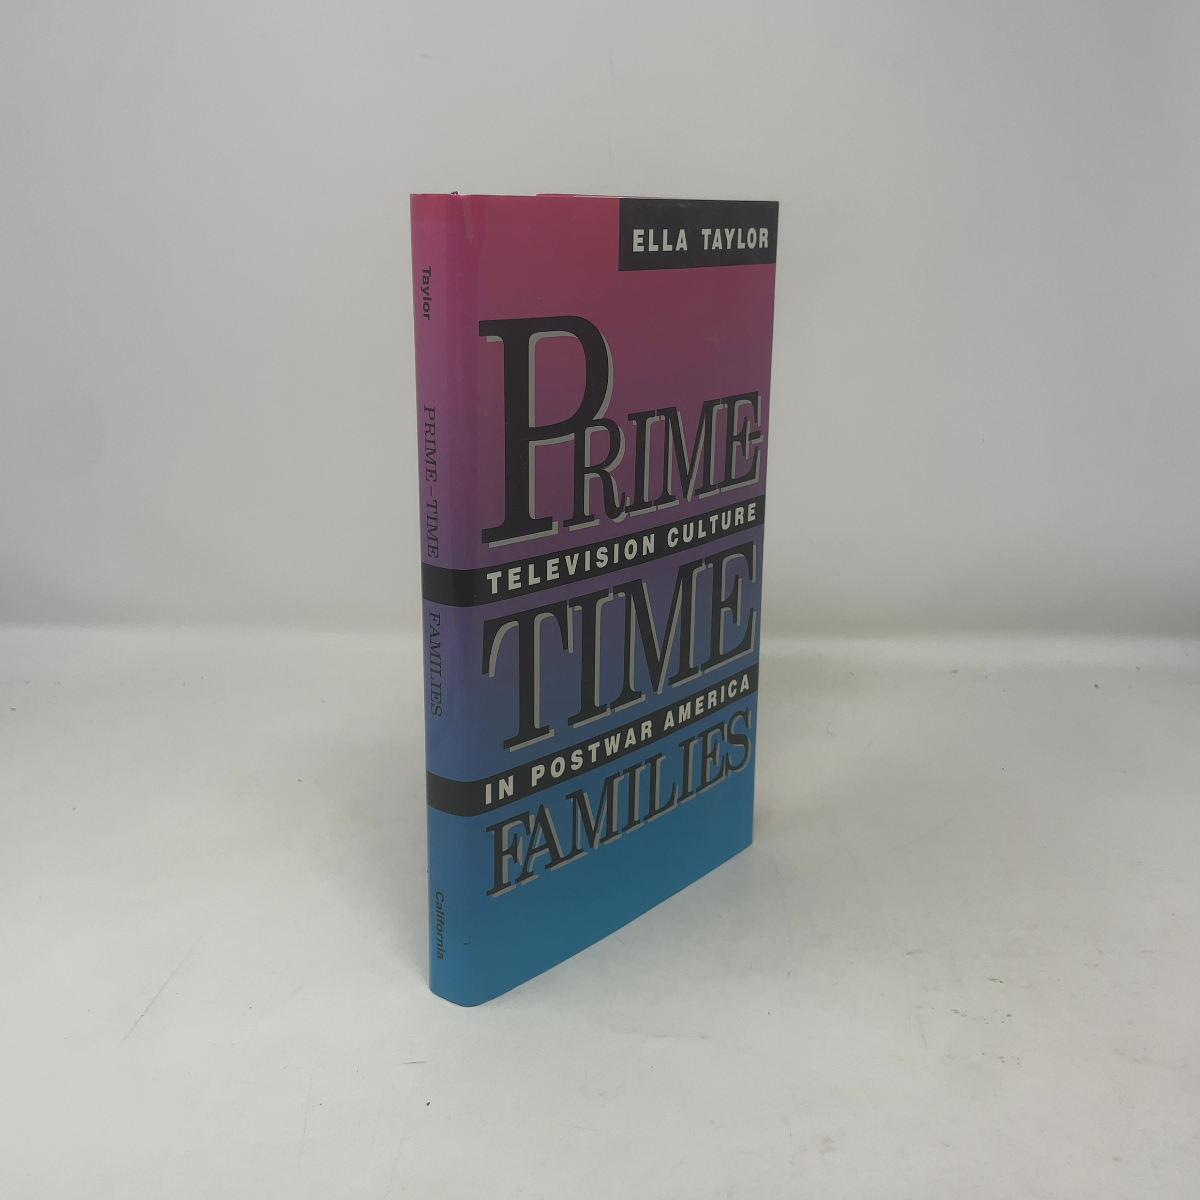 Taylor
PRIME-TIME FAMILIES
California
ELLA TAYLOR
PRIME-
TELEVISION CULTURE
TIME
IN POSTWAR AMERICA
FAMILIES